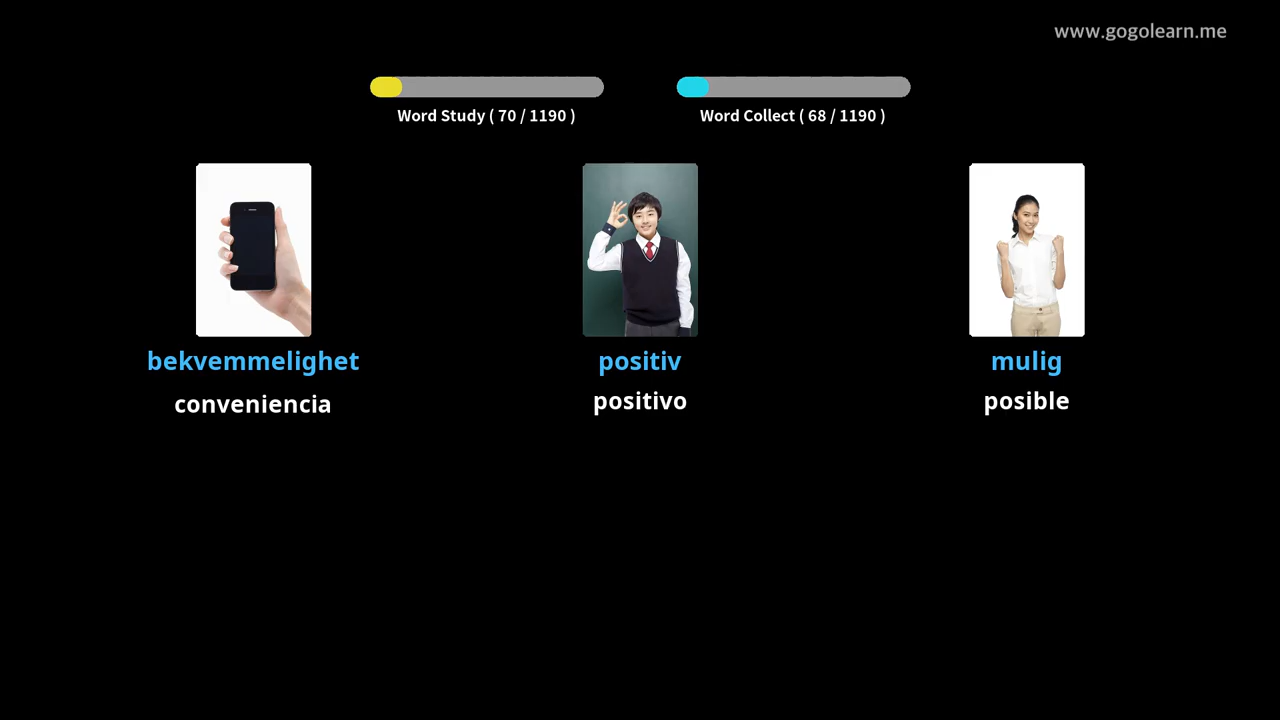 www.gogolearn.me
Word Study ( 70 / 1190 )
Word Collect ( 68 / 1190 )
bekvemmelighet
positiv
mulig
conveniencia
positivo
posible